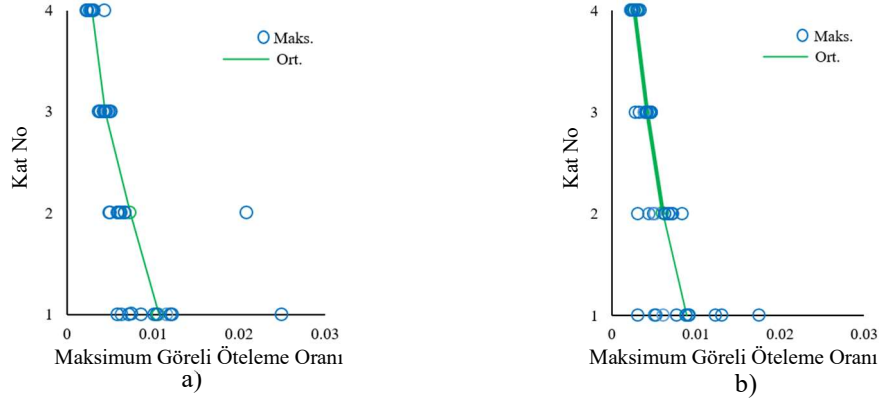 4
3
2
1
Kat No
Maks.
Ort.
0 0.01 0.02 0.03
Maksimum Göreli Öteleme Oranı
a)
4
3
2
1
Kat No
Maks.
Ort.
0 0.01 0.02 0.03
Maksimum Göreli Öteleme Oranı
b)